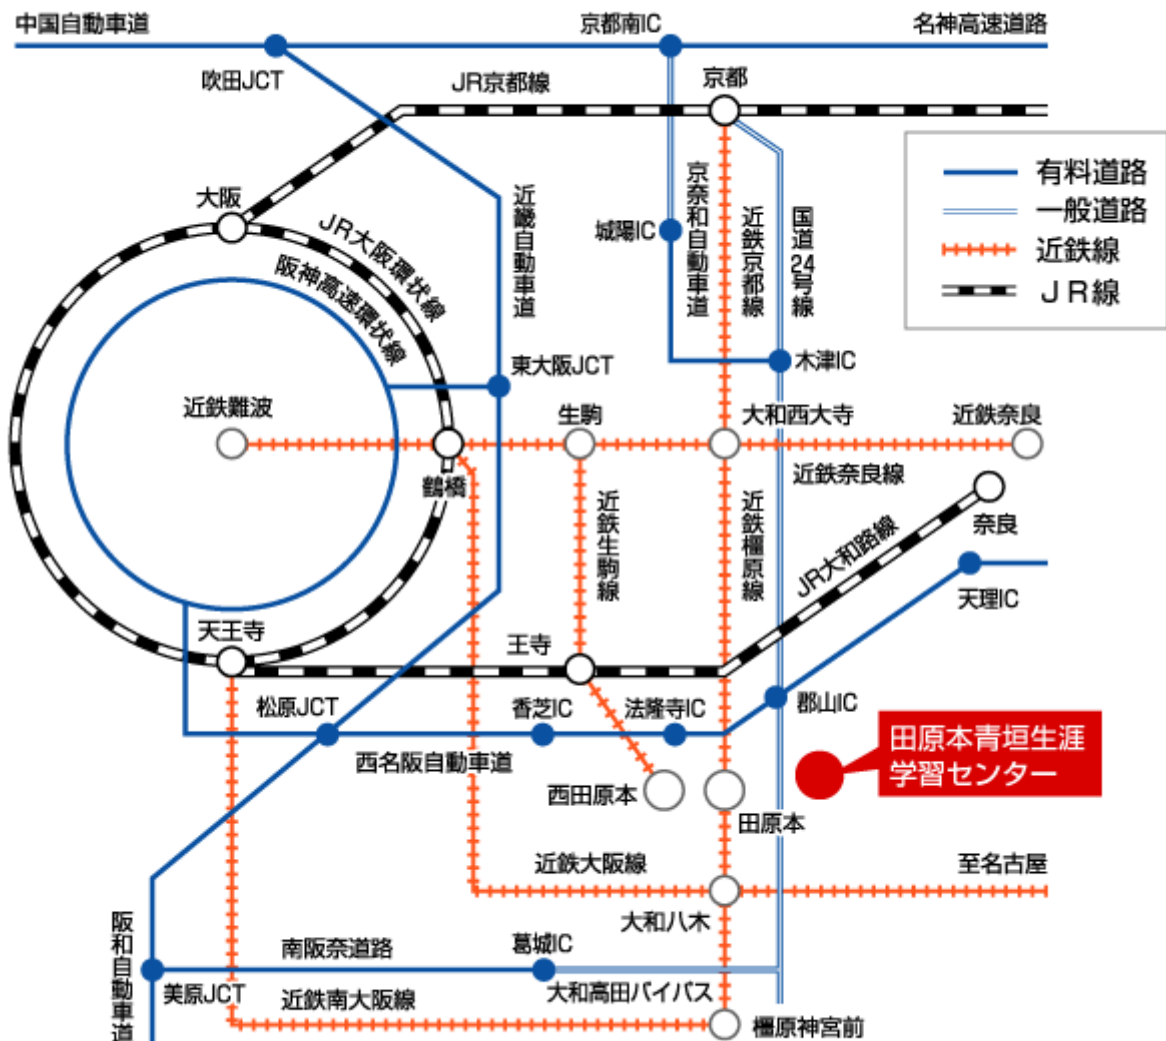 中国自動車道
京都南IC
名神高速道路
吹田JCT
JR京都線
京都
有料道路
一般道路
近鉄線
JR線
大阪
近畿自動車道
城陽IC
京奈和自動車道
近鉄京都線
国道24号線
JR大阪環状線
阪神高速環状線
東大阪JCT
木津IC
近鉄難波
生駒
大和西大寺
近鉄奈良
鶴橋
近鉄奈良線
近鉄生駒線
近鉄橿原線
JR大和路線
奈良
天理IC
天王寺
王寺
松原JCT
香芝IC
法隆寺IC
郡山IC
西名阪自動車道
田原本青垣生涯
学習センター
西田原本
田原本
近鉄大阪線
至名古屋
大和八木
阪和自動車道
南阪奈道路
葛城IC
美原JCT
近鉄南大阪線
大和高田バイパス
橿原神宮前